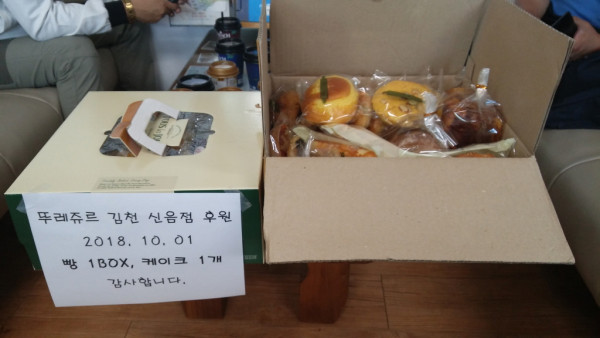 뚜레쥬르 김천 신음점 후원
2018. 10. 01
빵 1BOX, 케이크 1개
감사합니다.